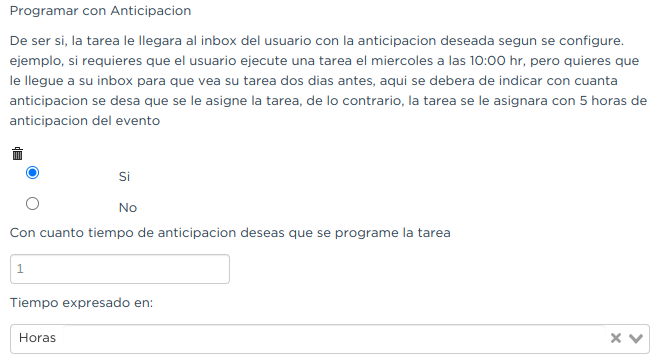 Programar con Anticipacion
De ser si, la tarea le llegara al inbox del usuario con la anticipacion deseada segun se configure.
ejemplo, si requieres que el usuario ejecute una tarea el miercoles a las 10:00 hr, pero quieres que
le llegue a su inbox para que vea su tarea dos dias antes, aqui se debera de indicar con cuanta
anticipacion se desa que se le asigne la tarea, de lo contrario, la tarea se le asignara con 5 horas de
anticipacion del evento
Si
No
Con cuanto tiempo de anticipacion deseas que se programe la tarea
1
Tiempo expresado en:
Horas